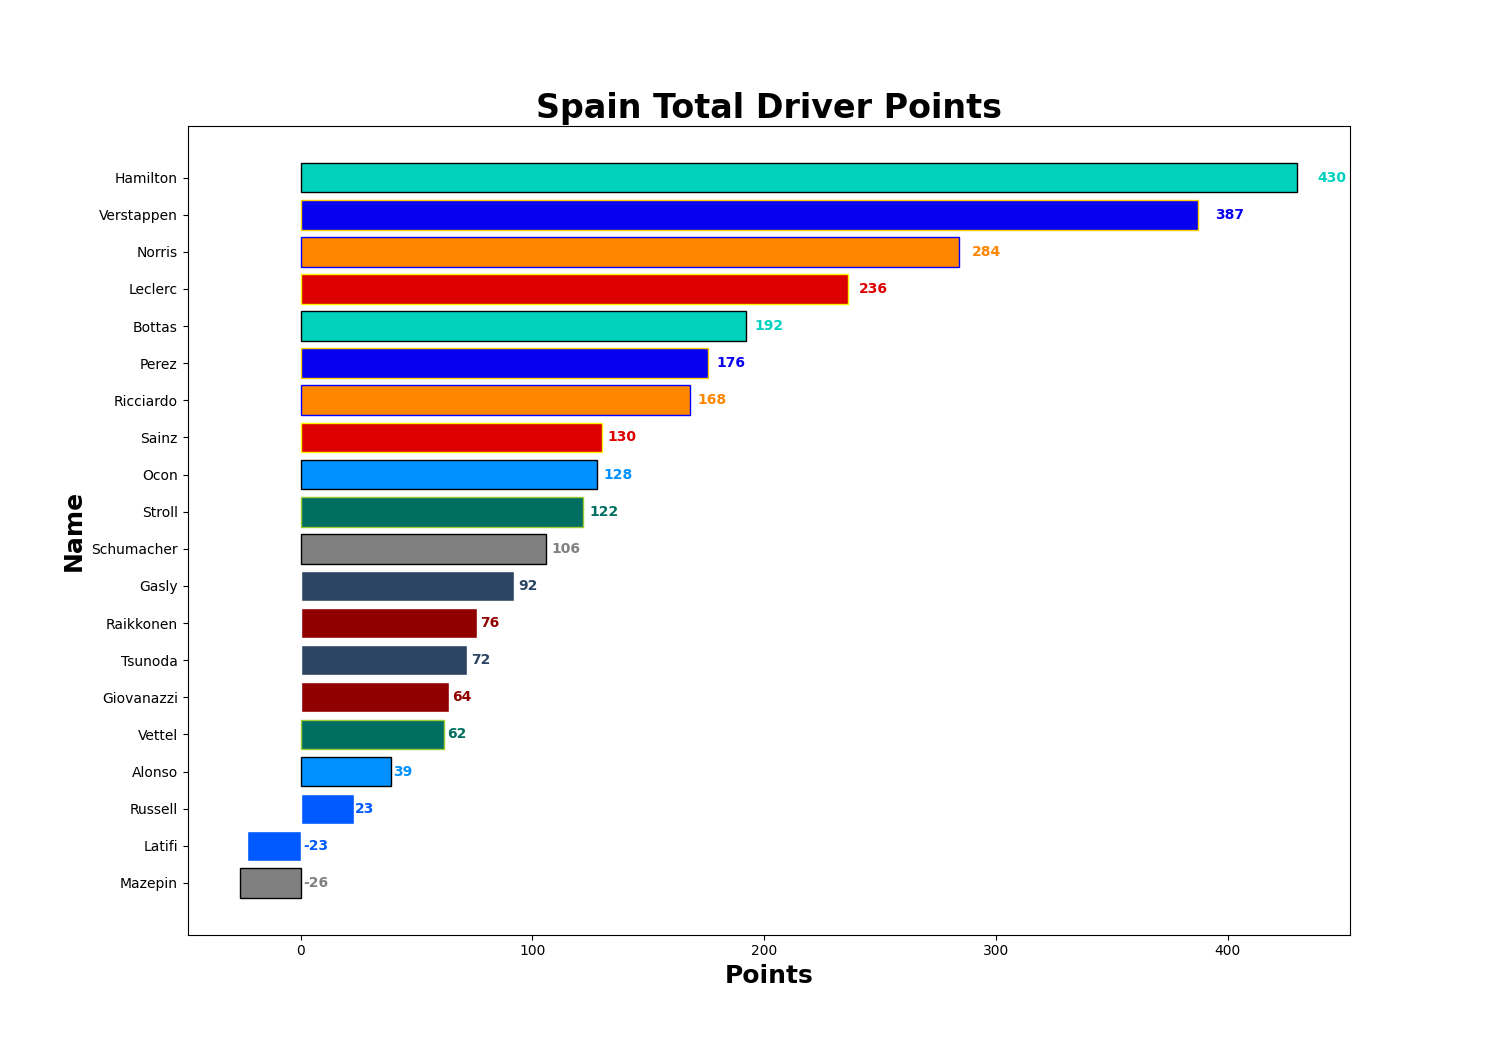 Spain Total Driver Points
Name
Hamilton 430
Verstappen 387
Norris 284
Leclerc 236
Bottas 192
Perez 176
Ricciardo 168
Sainz 130
Ocon 128
Stroll 122
Schumacher 106
Gasly 92
Raikkonen 76
Tsunoda 72
Giovanazzi 64
Vettel 62
Alonso 39
Russell 23
Latifi -23
Mazepin -26
0 100 200 300 400
Points